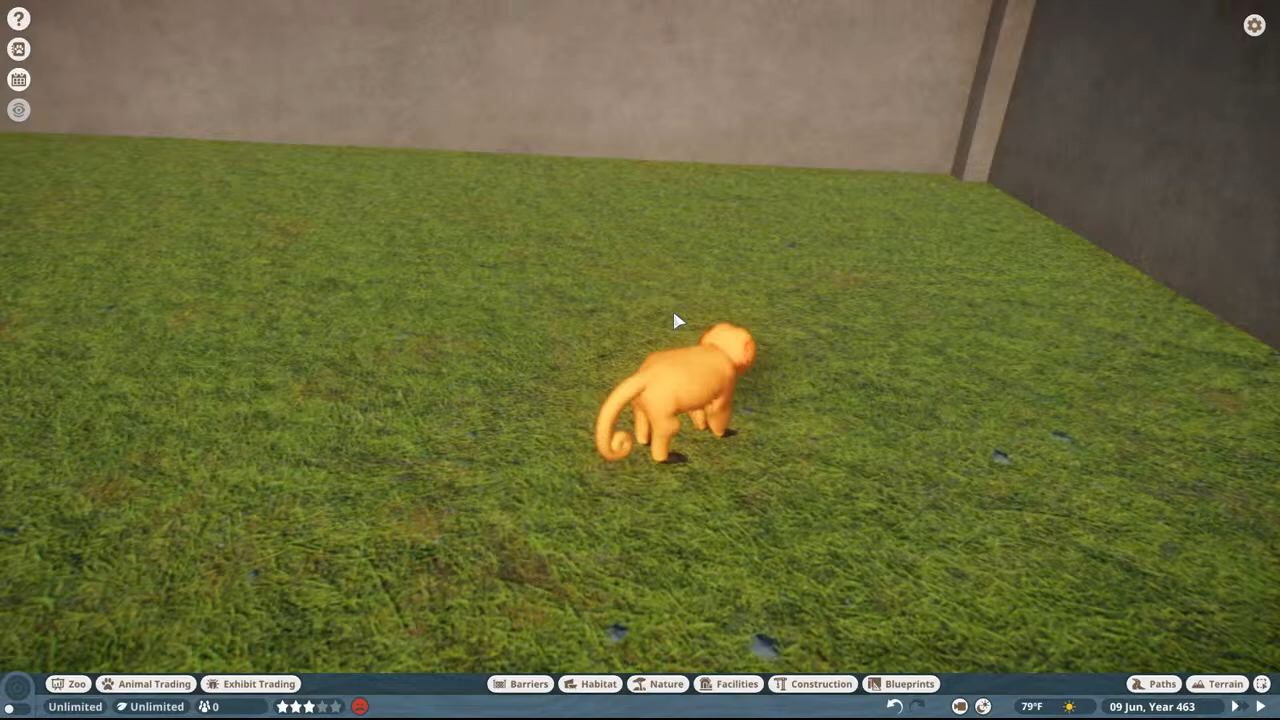 ?
Zoo Animal Trading Exhibit Trading Barriers Habitat Nature Facilities Construction Blueprints Paths Terrain
Unlimited Unlimited 0 79°F 09 Jun, Year 463